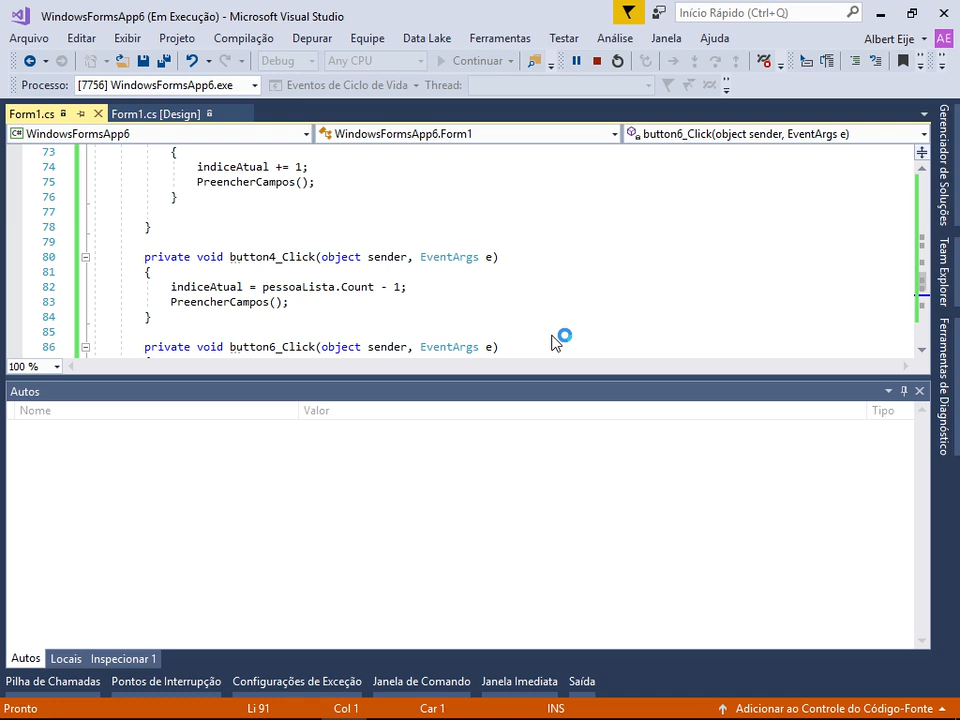 WindowsFormsApp6 (Em Execução) - Microsoft Visual Studio
Início Rápido (Ctrl+Q)
Arquivo Editar Exibir Projeto Compilação Depurar Equipe Data Lake Ferramentas Testar Análise Janela Ajuda Albert Eije AE
Debug Any CPU Continuar
Processo: [7756] WindowsFormsApp6.exe Eventos de Ciclo de Vida Thread:
Form1.cs Form1.cs [Design]
WindowsFormsApp6 WindowsFormsApp6.Form1 button6_Click(object sender, EventArgs e)
73 {
74 indiceAtual += 1;
75 PreencherCampos();
76 }
77
78 }
79
80 private void button4_Click(object sender, EventArgs e)
81 {
82 indiceAtual = pessoaLista.Count - 1;
83 PreencherCampos();
84 }
85
86 private void button6_Click(object sender, EventArgs e)
100 %
Autos
Nome Valor Tipo
Autos Locais Inspecionar 1
Pilha de Chamadas Pontos de Interrupção Configurações de Exceção Janela de Comando Janela Imediata Saída
Pronto Li 91 Col 1 Car 1 INS Adicionar ao Controle do Código-Fonte
Gerenciador de Soluções
Team Explorer
Ferramentas de Diagnóstico